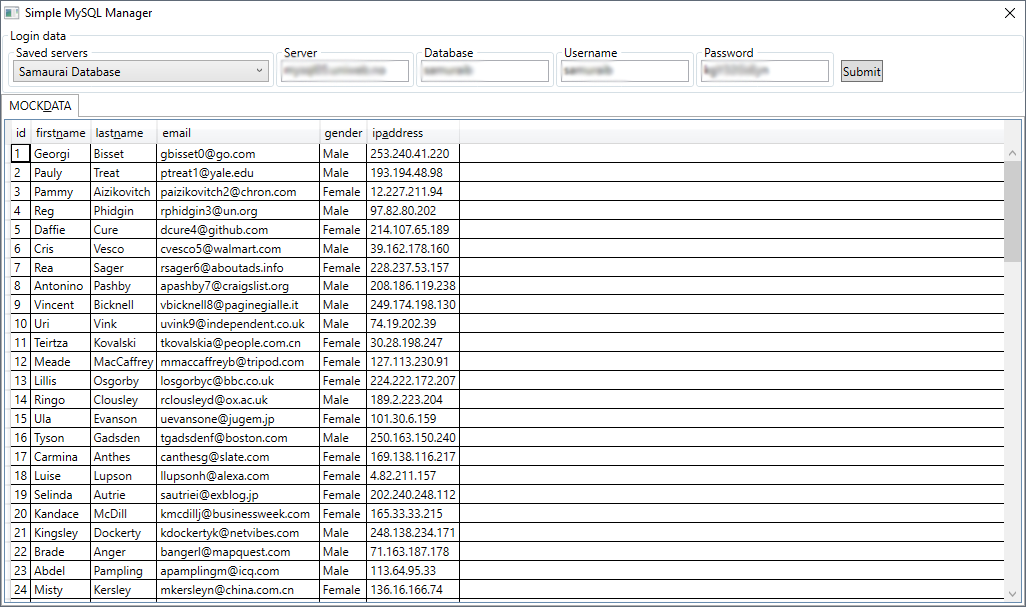 Simple MySQL Manager
Login data
Saved servers Server Database Username Password
Samaurai Database Submit
MOCKDATA
id firstname lastname email gender ipaddress
1 Georgi Bisset gbisset0@go.com Male 253.240.41.220
2 Pauly Treat ptreat1@yale.edu Male 193.194.48.98
3 Pammy Aizikovitch paizikovitch2@chron.com Female 12.227.211.94
4 Reg Phidgin rphidgin3@un.org Male 97.82.80.202
5 Daffie Cure dcure4@github.com Female 214.107.65.189
6 Cris Vesco cvesco5@walmart.com Male 39.162.178.160
7 Rea Sager rsager6@aboutads.info Female 228.237.53.157
8 Antonino Pashby apashby7@craigslist.org Male 208.186.119.238
9 Vincent Bicknell vbicknell8@paginegialle.it Male 249.174.198.130
10 Uri Vink uvink9@independent.co.uk Male 74.19.202.39
11 Teirtza Kovalski tkovalskia@people.com.cn Female 30.28.198.247
12 Meade MacCaffrey mmaccaffreyb@tripod.com Female 127.113.230.91
13 Lillis Osgorby losgorbyc@bbc.co.uk Female 224.222.172.207
14 Ringo Clousley rclousleyd@ox.ac.uk Male 189.2.223.204
15 Ula Evanson uevansone@jugem.jp Female 101.30.6.159
16 Tyson Gadsden tgadsdenf@boston.com Male 250.163.150.240
17 Carmina Anthes canthesg@slate.com Female 169.138.116.217
18 Luise Lupson llupsonh@alexa.com Female 4.82.211.157
19 Selinda Autrie sautriei@exblog.jp Female 202.240.248.112
20 Kandace McDill kmcdillj@businessweek.com Female 165.33.33.215
21 Kingsley Dockerty kdockertyk@netvibes.com Male 248.138.234.171
22 Brade Anger bangerl@mapquest.com Male 71.163.187.178
23 Abdel Pampling apamplingm@icq.com Male 113.64.95.33
24 Misty Kersley mkersleyn@china.com.cn Female 136.16.166.74